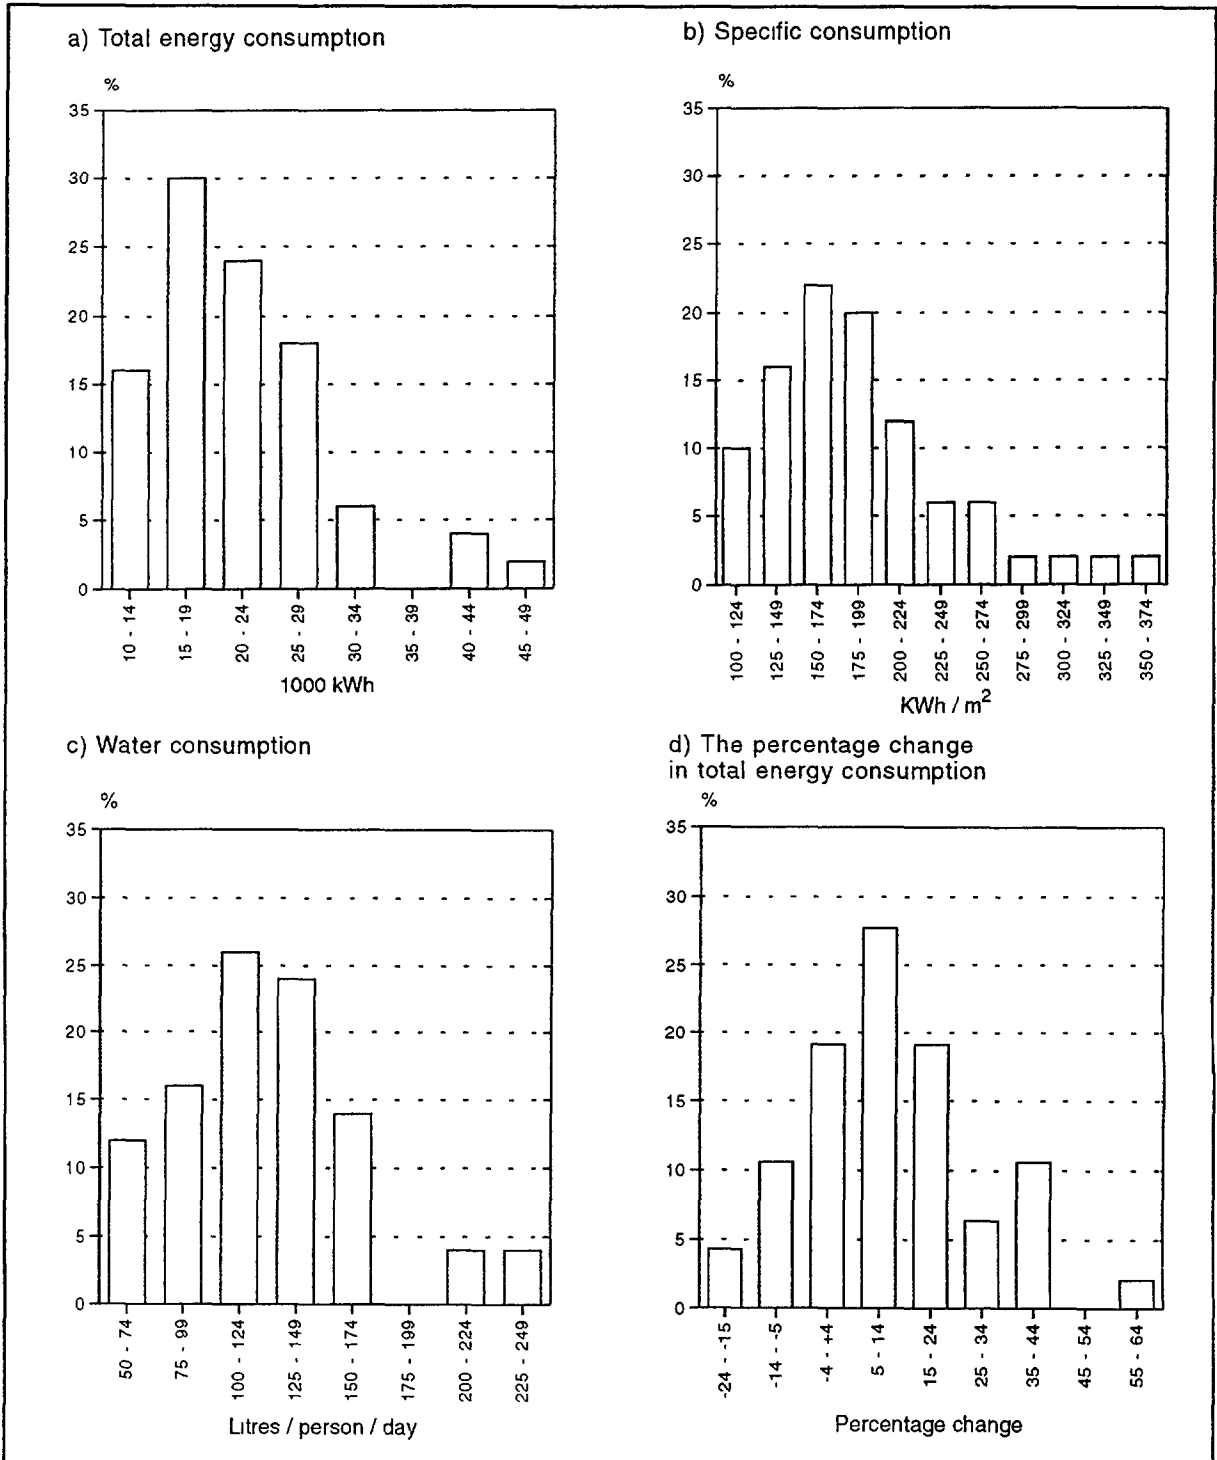 a) Total energy consumption
%
35
30
25
20
15
10
5
0
10 - 14
15 - 19
20 - 24
25 - 29
30 - 34
35 - 39
40 - 44
45 - 49
1000 kWh
b) Specific consumption
%
35
30
25
20
15
10
5
0
100 - 124
125 - 149
150 - 174
175 - 199
200 - 224
225 - 249
250 - 274
275 - 299
300 - 324
325 - 349
350 - 374
KWh / m²
c) Water consumption
%
35
30
25
20
15
10
5
0
50 - 74
75 - 99
100 - 124
125 - 149
150 - 174
175 - 199
200 - 224
225 - 249
Litres / person / day
d) The percentage change
in total energy consumption
%
35
30
25
20
15
10
5
0
-24 - -15
-14 - -5
-4 - +4
5 - 14
15 - 24
25 - 34
35 - 44
45 - 54
55 - 64
Percentage change